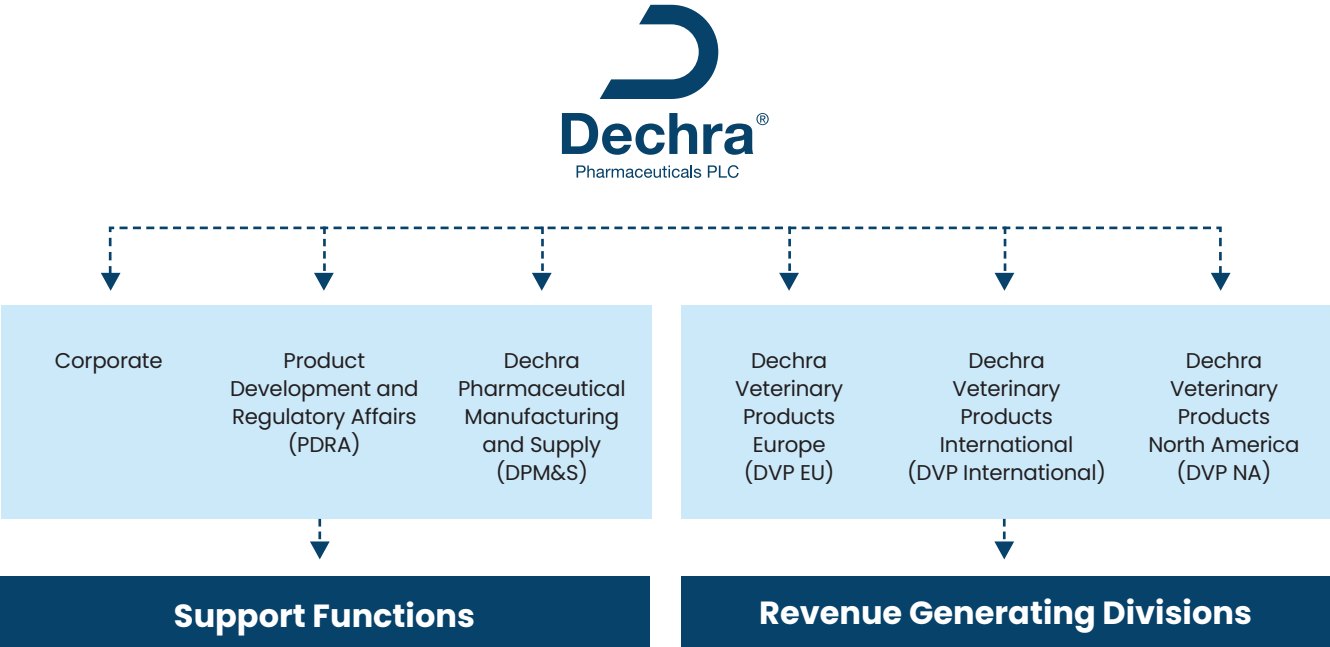 Dechra®
Pharmaceuticals PLC
Corporate
Product
Development and
Regulatory Affairs
(PDRA)
Dechra
Pharmaceutical
Manufacturing
and Supply
(DPM&S)
Dechra
Veterinary
Products
Europe
(DVP EU)
Dechra
Veterinary
Products
International
(DVP International)
Dechra
Veterinary
Products
North America
(DVP NA)
Support Functions
Revenue Generating Divisions